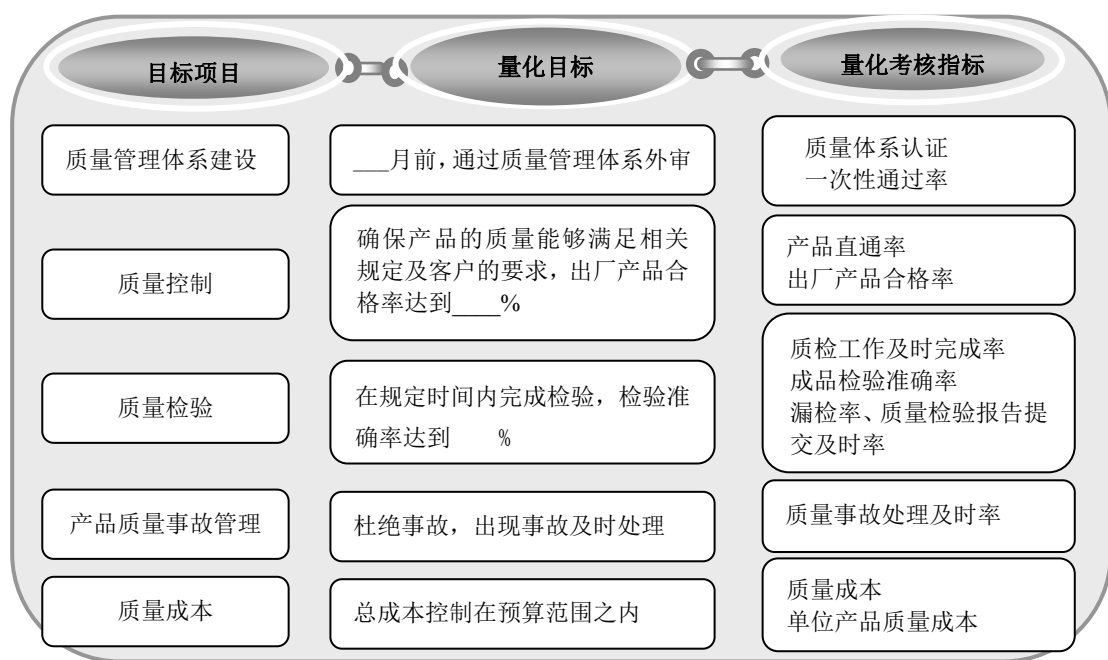 目标项目
量化目标
量化考核指标
质量管理体系建设
___月前，通过质量管理体系外审
质量体系认证
一次性通过率
质量控制
确保产品的质量能够满足相关
规定及客户的要求，出厂产品合
格率达到____%
产品直通率
出厂产品合格率
质量检验
在规定时间内完成检验，检验准
确率达到 %
质检工作及时完成率
成品检验准确率
漏检率、质量检验报告提
交及时率
产品质量事故管理
杜绝事故，出现事故及时处理
质量事故处理及时率
质量成本
总成本控制在预算范围之内
质量成本
单位产品质量成本